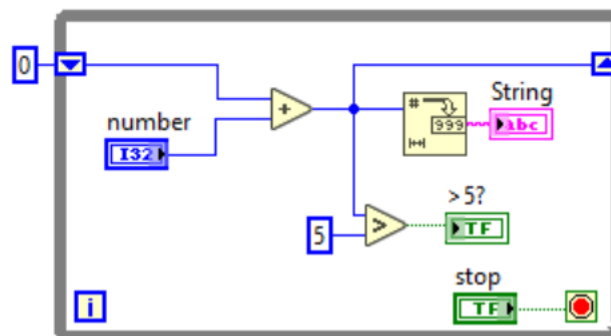 0
+
# 999
String
abc
number
I32
> 5?
TF
5
>
stop
TF
i